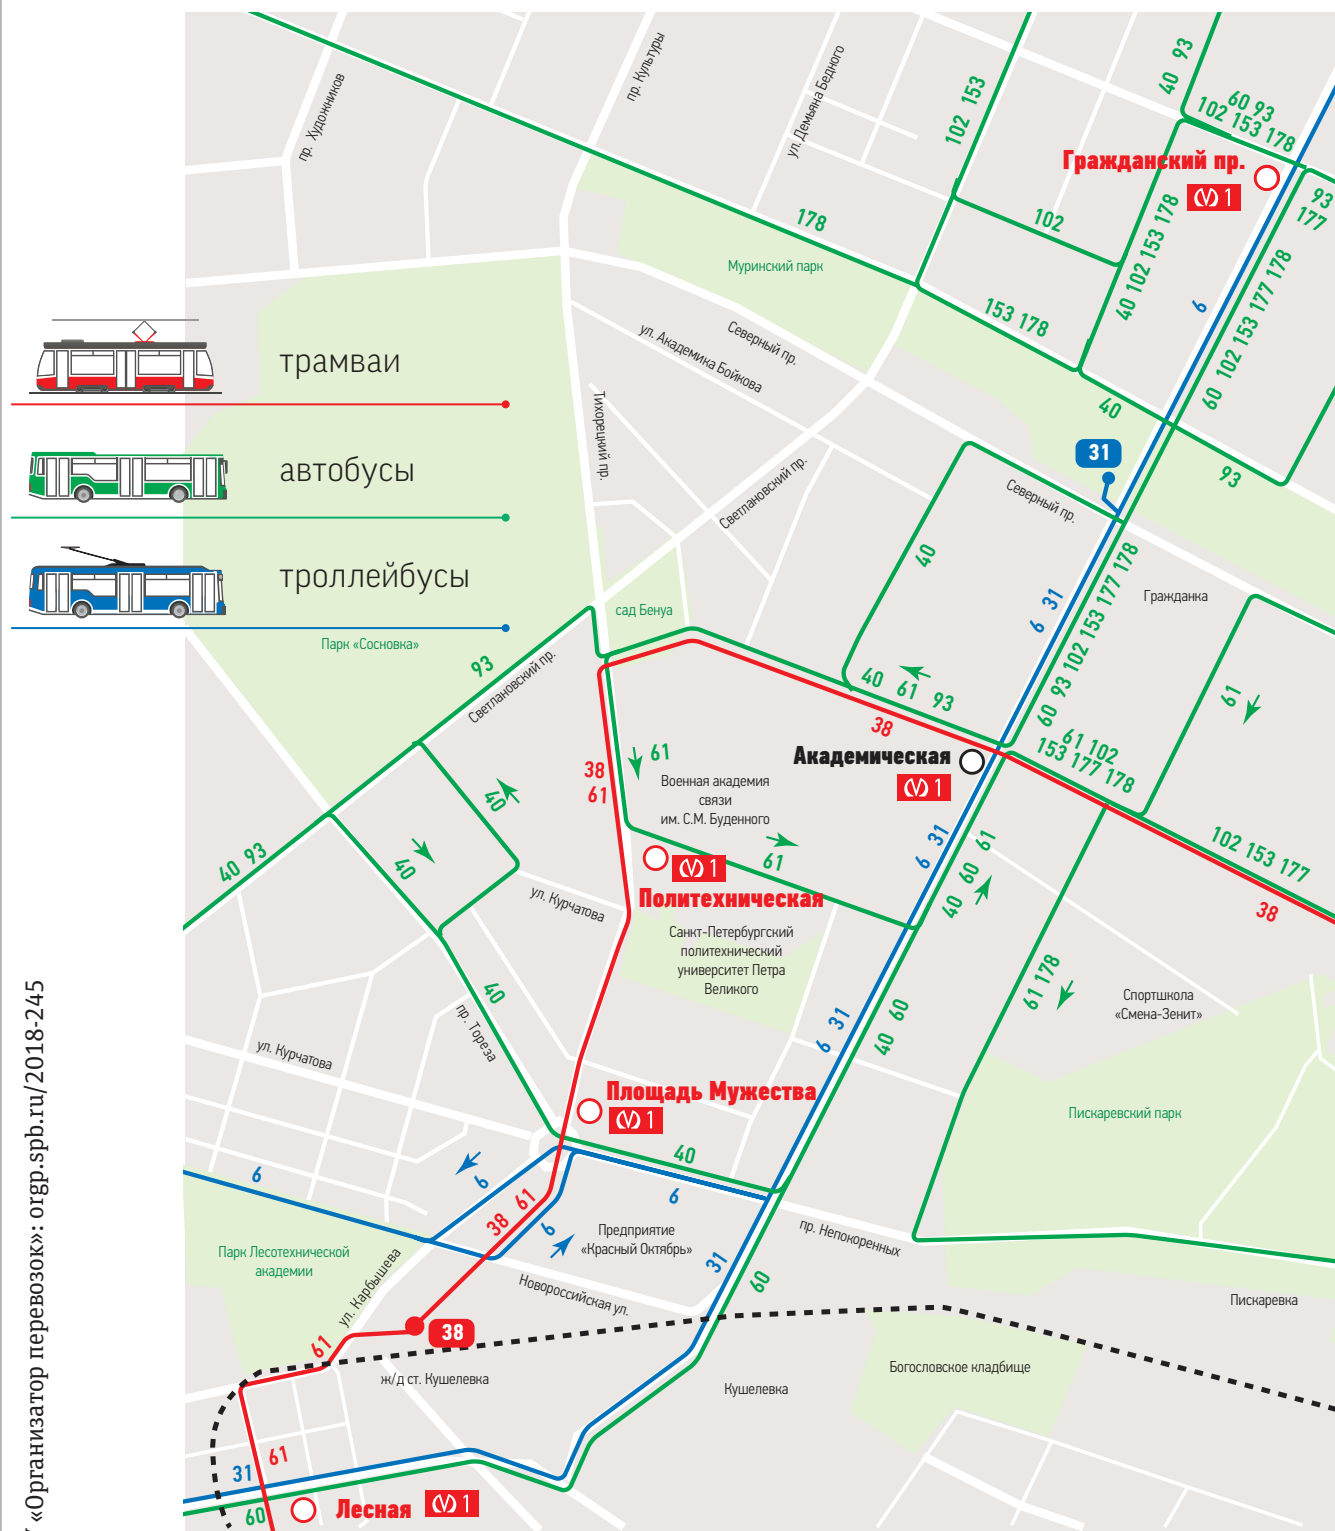 пр. Художников
пр. Культуры
ул. Демьяна Бедного
102 153
40 93
60 93
102 153 178
Гражданский пр.
1
93
177
178
102
40 102 153 178
Муринский парк
153 178
6
60 102 153 177 178
трамваи
Северный пр.
ул. Академика Бойкова
Тихорецкий пр.
40
31
93
автобусы
Светлановский пр.
Северный пр.
40
троллейбусы
6 31
60 93 102 153 177 178
Гражданка
сад Бенуа
Парк «Сосновка»
93
Светлановский пр.
40 61 93
38
61
61 102
153 177 178
Академическая
1
61
38
61
Военная академия
связи
им. С.М. Буденного
40
40
40 93
61
6 31
40 60 61
102 153 177
38
1
Политехническая
ул. Курчатова
Санкт-Петербургский
политехнический
университет Петра
Великого
61 178
Спортшкола
«Смена-Зенит»
40
пр. Тореза
6 31
40 60
ул. Курчатова
Площадь Мужества
1
Пискаревский парк
40
6
6
6
38 61
6
Предприятие
«Красный Октябрь»
пр. Непокоренных
31
60
Парк Лесотехнической
академии
ул. Карбышева
Новороссийская ул.
Пискаревка
38
61
ж/д ст. Кушелевка
Кушелевка
Богословское кладбище
61
31
60
Лесная
1
«Организатор перевозок»: orgp.spb.ru/2018-245